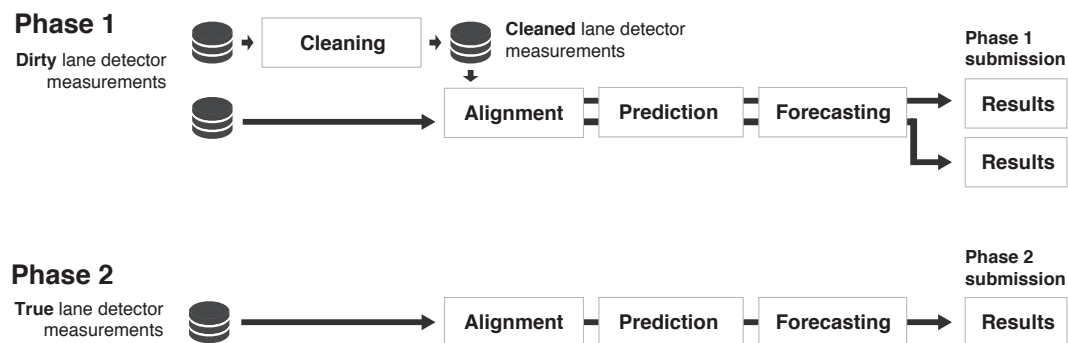 Phase 1
Dirty lane detector
measurements
Cleaning
Cleaned lane detector
measurements
Alignment
Prediction
Forecasting
Phase 1
submission
Results
Results
Phase 2
True lane detector
measurements
Alignment
Prediction
Forecasting
Phase 2
submission
Results